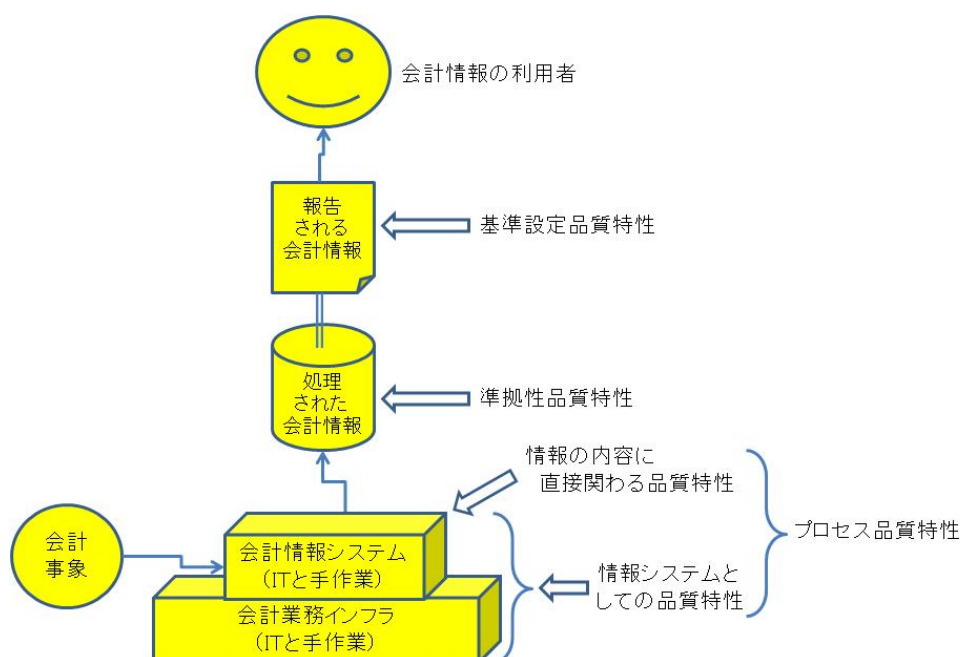 会計情報の利用者
報告
される
会計情報
基準設定品質特性
処理
された
会計情報
準拠性品質特性
情報の内容に
直接関わる品質特性
プロセス品質特性
会計
事象
会計情報システム
(ITと手作業)
情報システムと
しての品質特性
会計業務インフラ
(ITと手作業)